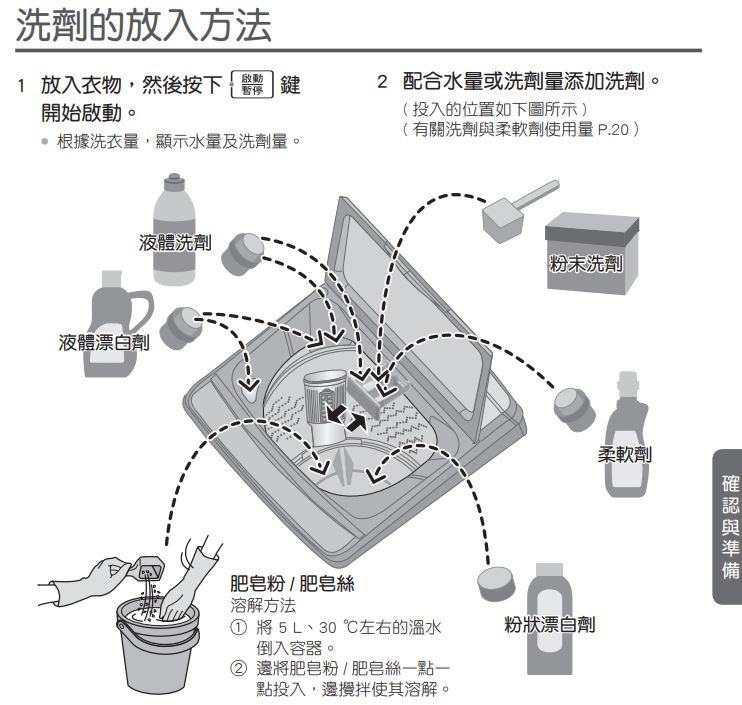 洗劑的放入方法
1 放入衣物，然後按下 啟動 暫停 鍵
開始啟動。
• 根據洗衣量，顯示水量及洗劑量。
2 配合水量或洗劑量添加洗劑。
（投入的位置如下圖所示）
（有關洗劑與柔軟劑使用量 P.20）
液體洗劑
粉末洗劑
液體漂白劑
柔軟劑
確認與準備
肥皂粉 / 肥皂絲
溶解方法
① 將 5 L、30 ℃左右的溫水
倒入容器。
② 邊將肥皂粉 / 肥皂絲一點一
點投入，邊攪拌使其溶解。
粉狀漂白劑